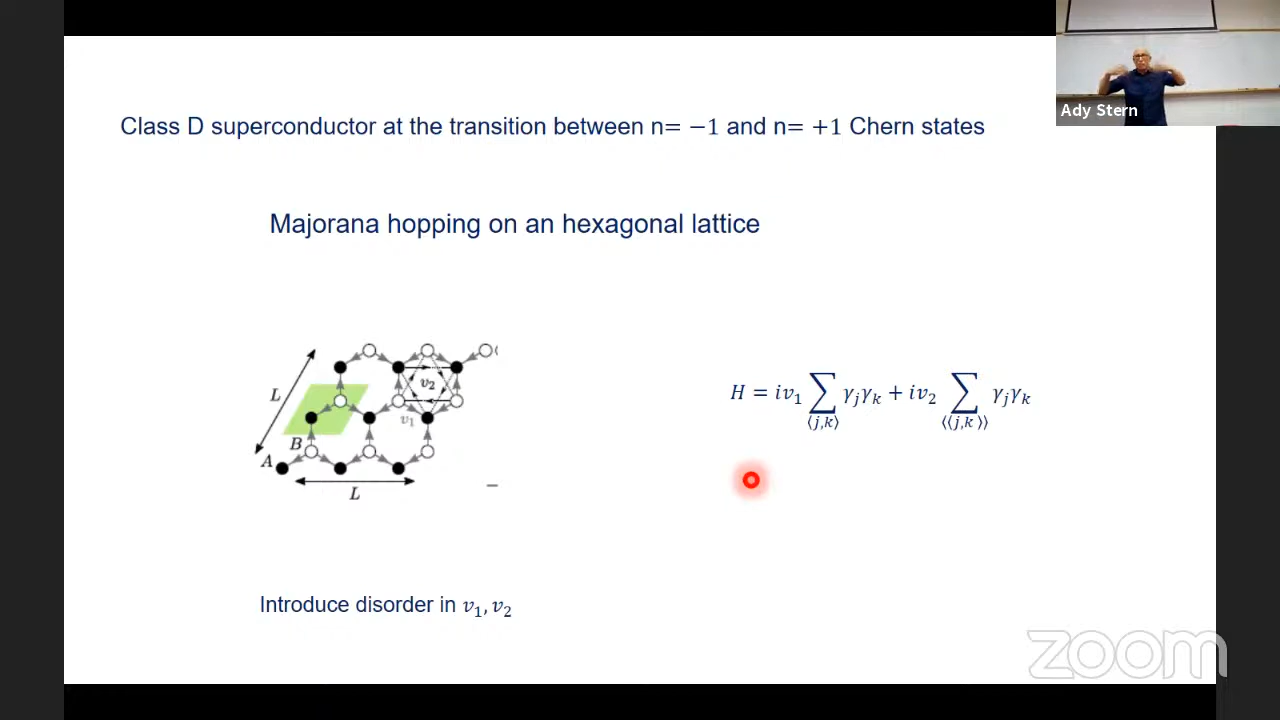 Ady Stern
Class D superconductor at the transition between n= −1 and n= +1 Chern states
Majorana hopping on an hexagonal lattice
L
v₂
v₁
B
A
L
H = iv₁ ∑⟨j,k⟩ γⱼγₖ + iv₂ ∑⟨⟨j,k⟩⟩ γⱼγₖ
Introduce disorder in v₁, v₂
zoom